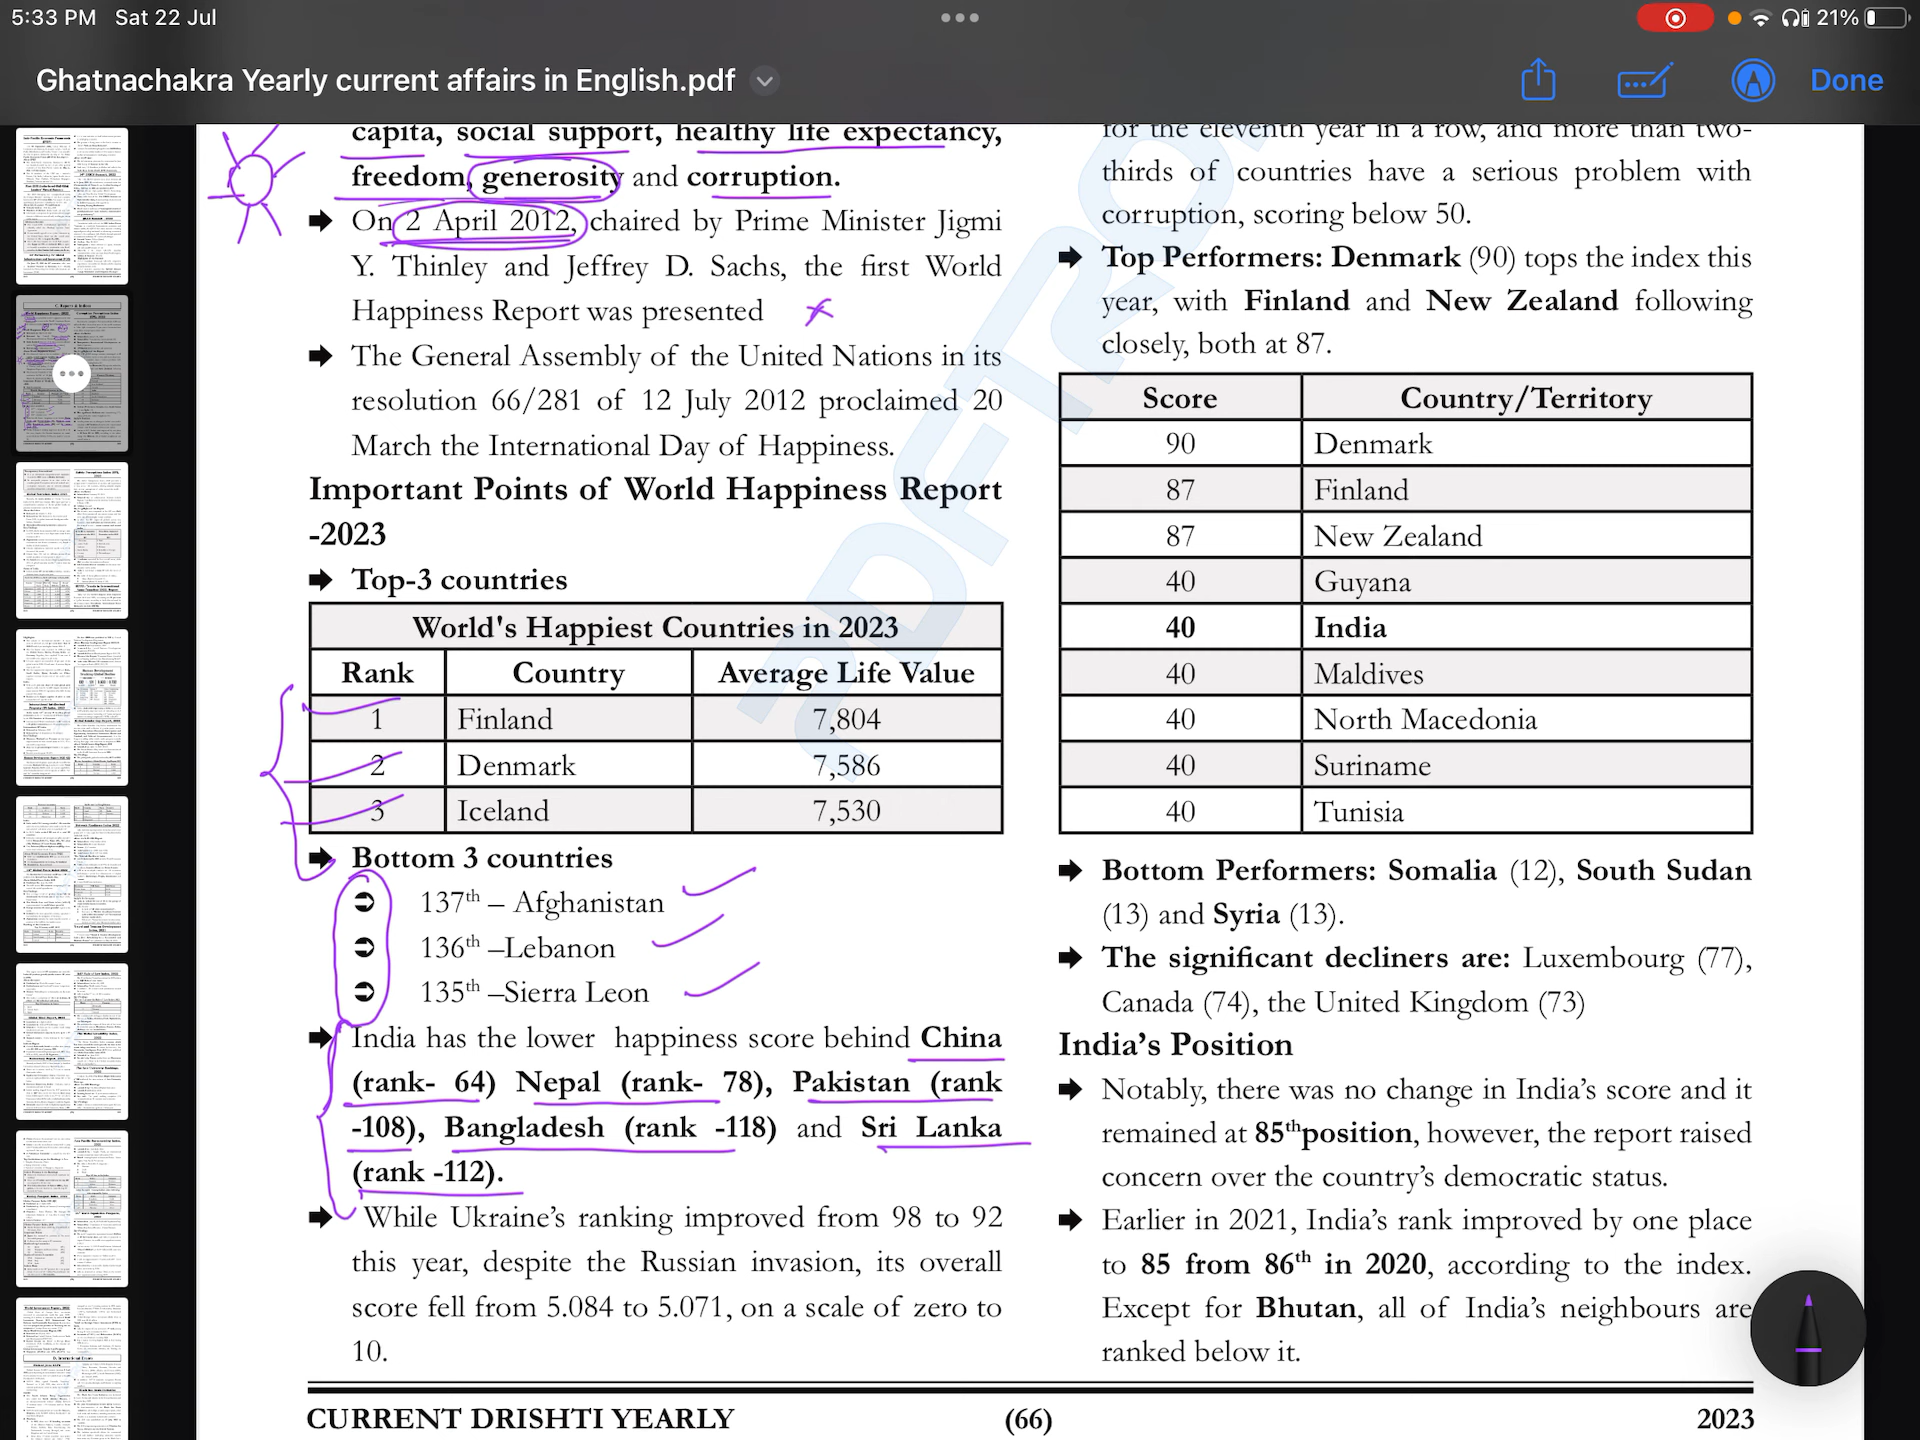 5:33 PM Sat 22 Jul
21%
Ghatnachakra Yearly current affairs in English.pdf
Done
capita, social support, healthy life expectancy,
freedom, generosity and corruption.
On 2 April 2012, chaired by Prime Minister Jigmi
Y. Thinley and Jeffrey D. Sachs, the first World
Happiness Report was presented
The General Assembly of the United Nations in its
resolution 66/281 of 12 July 2012 proclaimed 20
March the International Day of Happiness.
Important Points of World Happiness Report
-2023
Top-3 countries
World's Happiest Countries in 2023
Rank Country Average Life Value
1 Finland 7,804
2 Denmark 7,586
3 Iceland 7,530
Bottom 3 countries
137th – Afghanistan
136th –Lebanon
135th –Sierra Leon
India has the lower happiness score behind China
(rank- 64) Nepal (rank- 78), Pakistan (rank
-108), Bangladesh (rank -118) and Sri Lanka
(rank -112).
While Ukraine's ranking improved from 98 to 92
this year, despite the Russian invasion, its overall
score fell from 5.084 to 5.071, on a scale of zero to
10.
for the eleventh year in a row, and more than two-
thirds of countries have a serious problem with
corruption, scoring below 50.
Top Performers: Denmark (90) tops the index this
year, with Finland and New Zealand following
closely, both at 87.
Score Country/Territory
90 Denmark
87 Finland
87 New Zealand
40 Guyana
40 India
40 Maldives
40 North Macedonia
40 Suriname
40 Tunisia
Bottom Performers: Somalia (12), South Sudan
(13) and Syria (13).
The significant decliners are: Luxembourg (77),
Canada (74), the United Kingdom (73)
India's Position
Notably, there was no change in India's score and it
remained at 85thposition, however, the report raised
concern over the country's democratic status.
Earlier in 2021, India's rank improved by one place
to 85 from 86th in 2020, according to the index.
Except for Bhutan, all of India's neighbours are
ranked below it.
CURRENT DRISHTI YEARLY (66) 2023